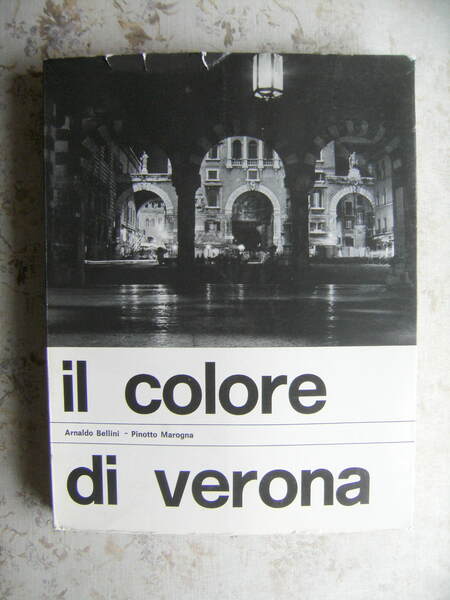 il colore
Arnaldo Bellini - Pinotto Marogna
di verona